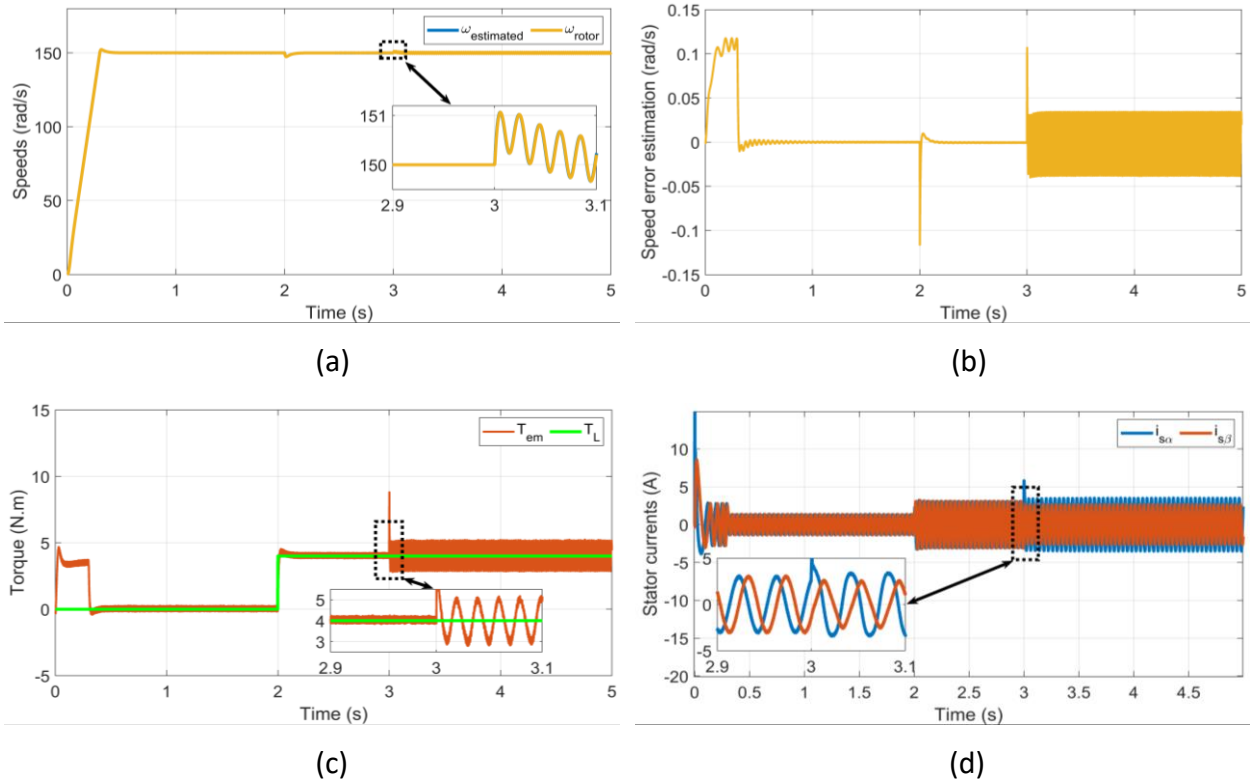 ω_estimated ω_rotor
Speeds (rad/s)
200
150
100
50
0
151
150
2.9 3 3.1
0 1 2 3 4 5
Time (s)
(a)
Speed error estimation (rad/s)
0.15
0.1
0.05
0
-0.05
-0.1
-0.15
0 1 2 3 4 5
Time (s)
(b)
T_em T_L
Torque (N.m)
15
10
5
0
-5
5
4
3
2.9 3 3.1
0 1 2 3 4 5
Time (s)
(c)
i_sα i_sβ
Stator currents (A)
10
5
0
-5
-10
-15
-20
5
0
-5
2.9 3 3.1
0 0.5 1 1.5 2 2.5 3 3.5 4 4.5
Time (s)
(d)